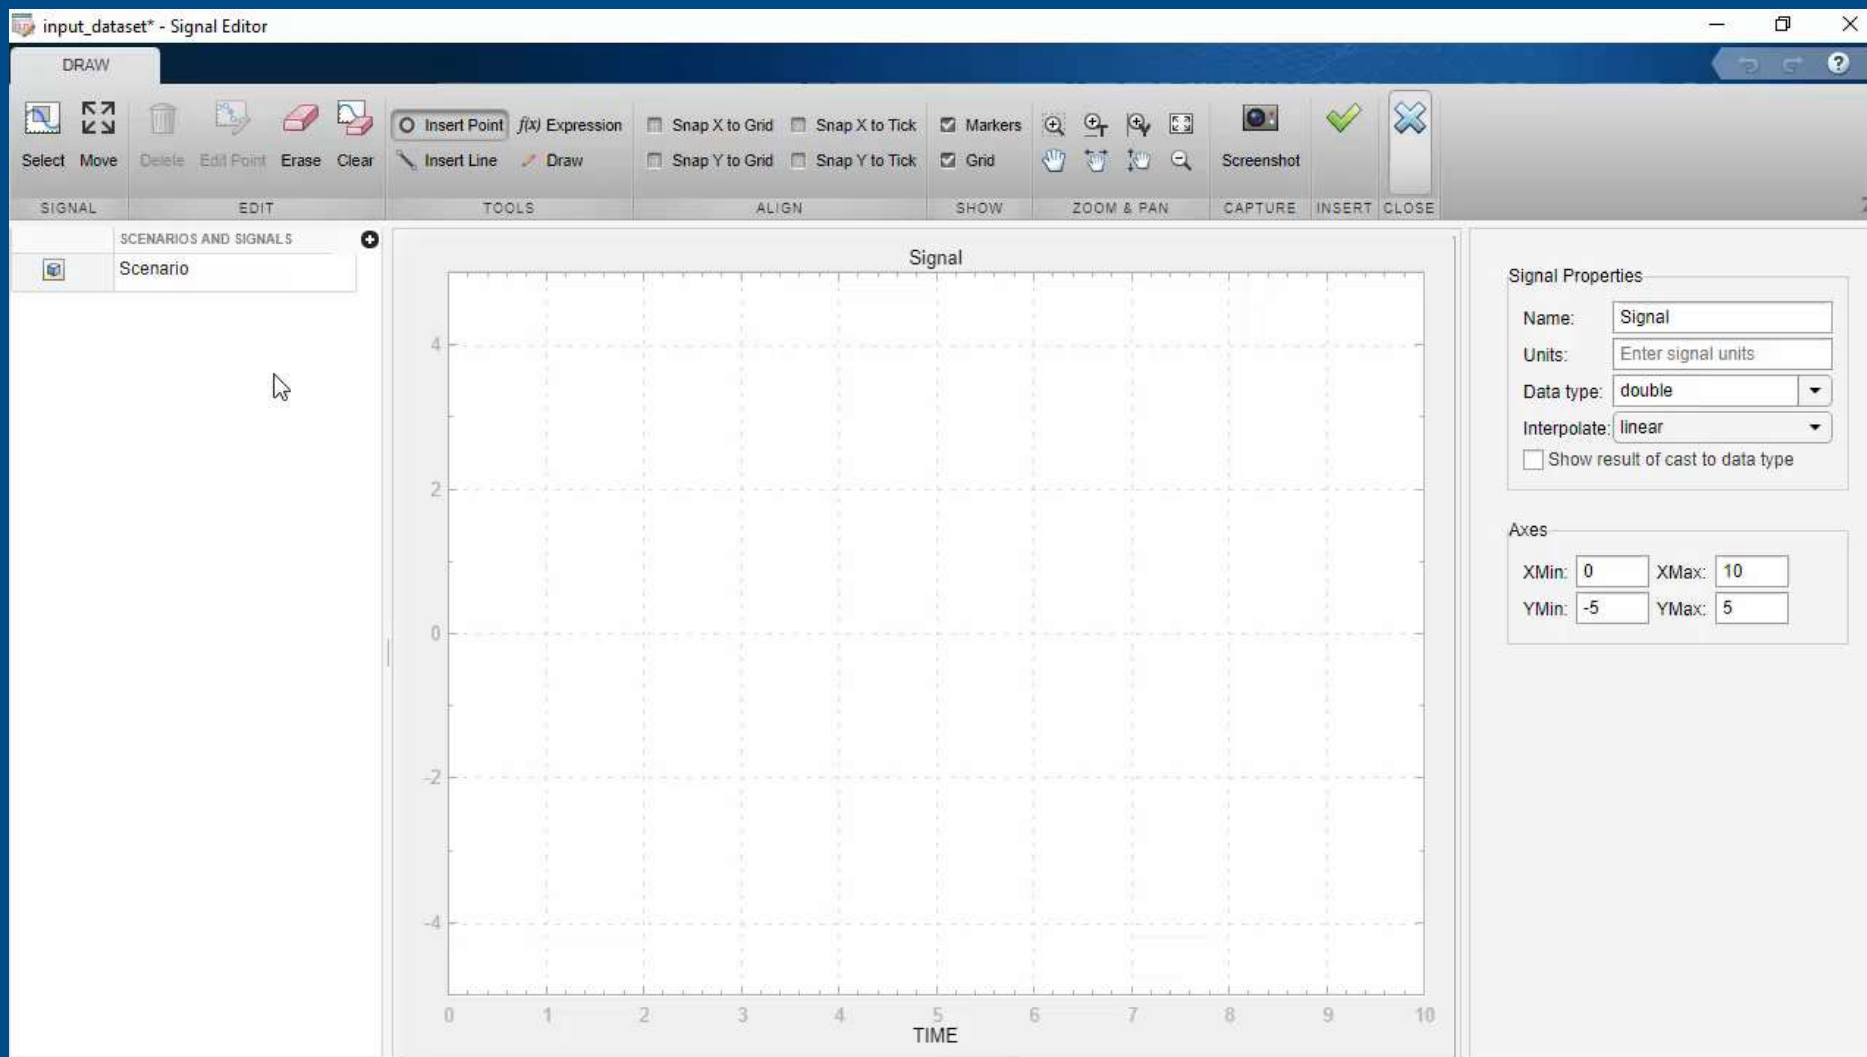 input_dataset* - Signal Editor
DRAW
?
Insert Point f(x) Expression Snap X to Grid Snap X to Tick Markers
Select Move Delete Edit Point Erase Clear Insert Line Draw Snap Y to Grid Snap Y to Tick Grid Screenshot
SIGNAL EDIT TOOLS ALIGN SHOW ZOOM & PAN CAPTURE INSERT CLOSE
SCENARIOS AND SIGNALS
Scenario
Signal
4
2
0
-2
-4
0 1 2 3 4 5 6 7 8 9 10
TIME
Signal Properties
Name: Signal
Units: Enter signal units
Data type: double
Interpolate: linear
Show result of cast to data type
Axes
XMin: 0 XMax: 10
YMin: -5 YMax: 5